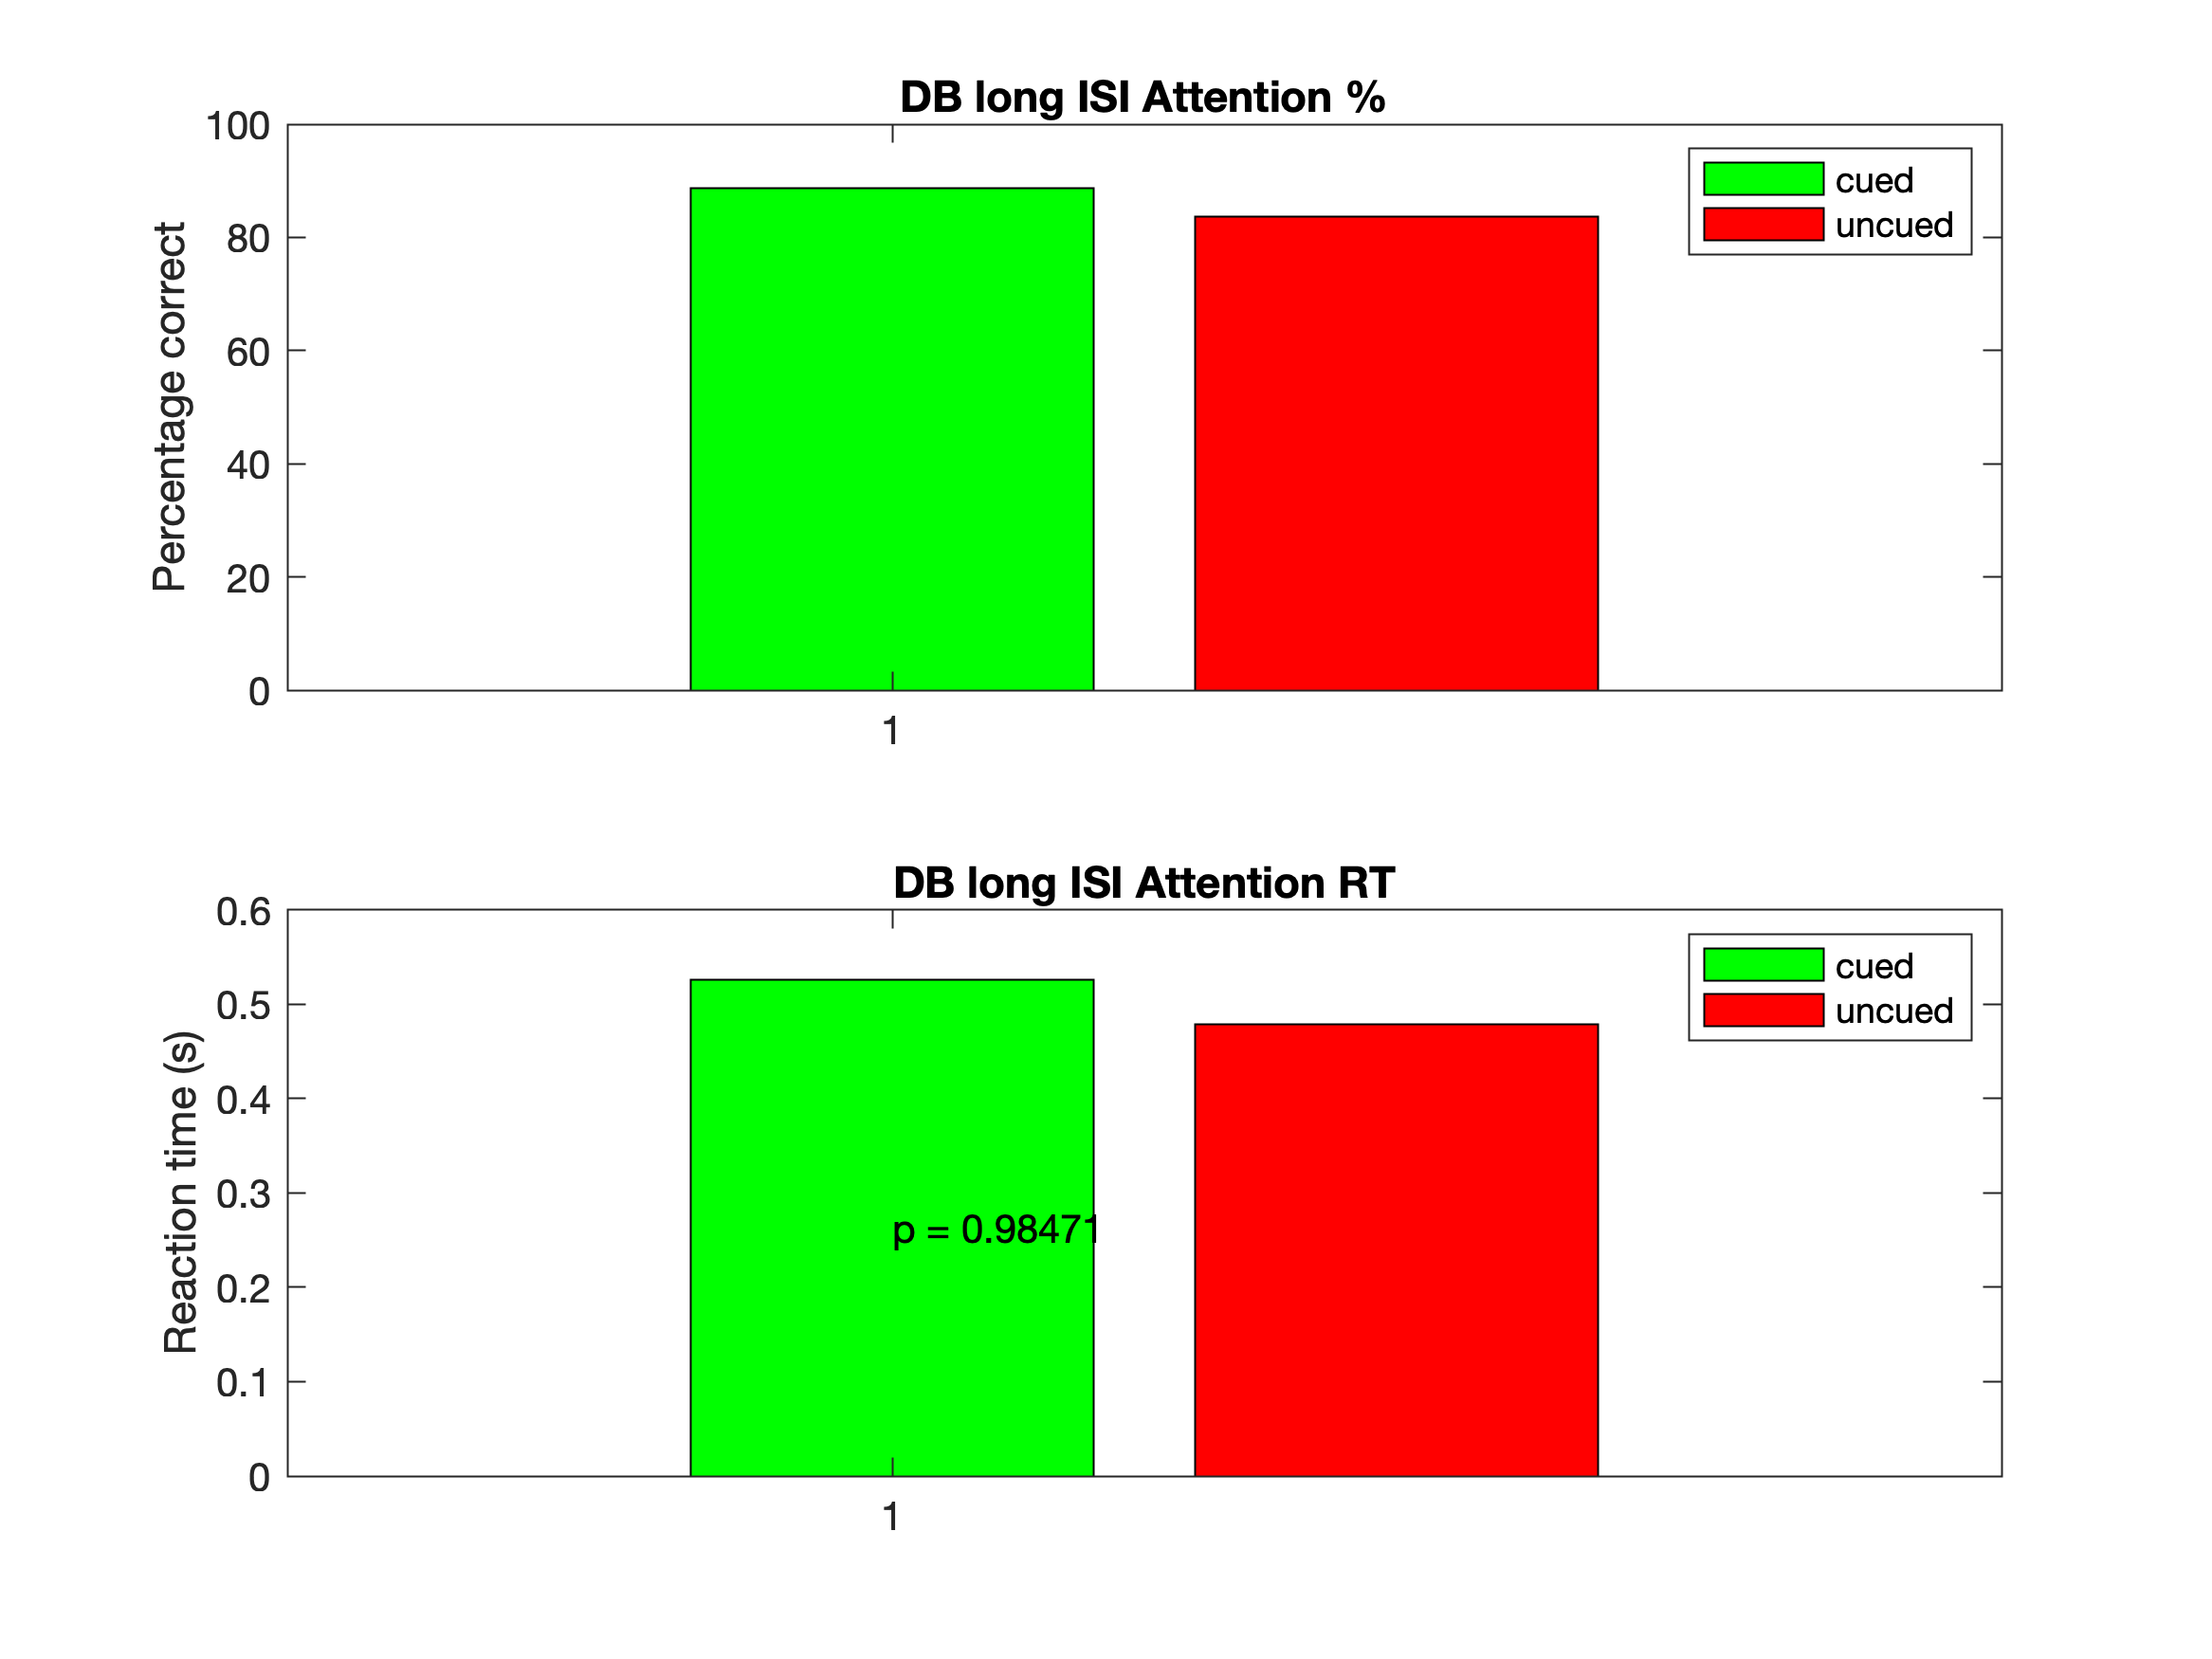 DB long ISI Attention %
Percentage correct
100
80
60
40
20
0
1
cued
uncued
DB long ISI Attention RT
Reaction time (s)
0.6
0.5
0.4
0.3
0.2
0.1
0
1
p = 0.98471
cued
uncued